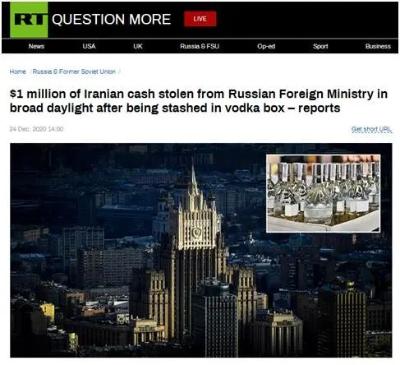 RT QUESTION MORE LIVE
News USA UK Russia & FSU Op-ed Sport Business
Home / Russia & Former Soviet Union /
$1 million of Iranian cash stolen from Russian Foreign Ministry in
broad daylight after being stashed in vodka box – reports
24 Dec, 2020 14:00
Get short URL